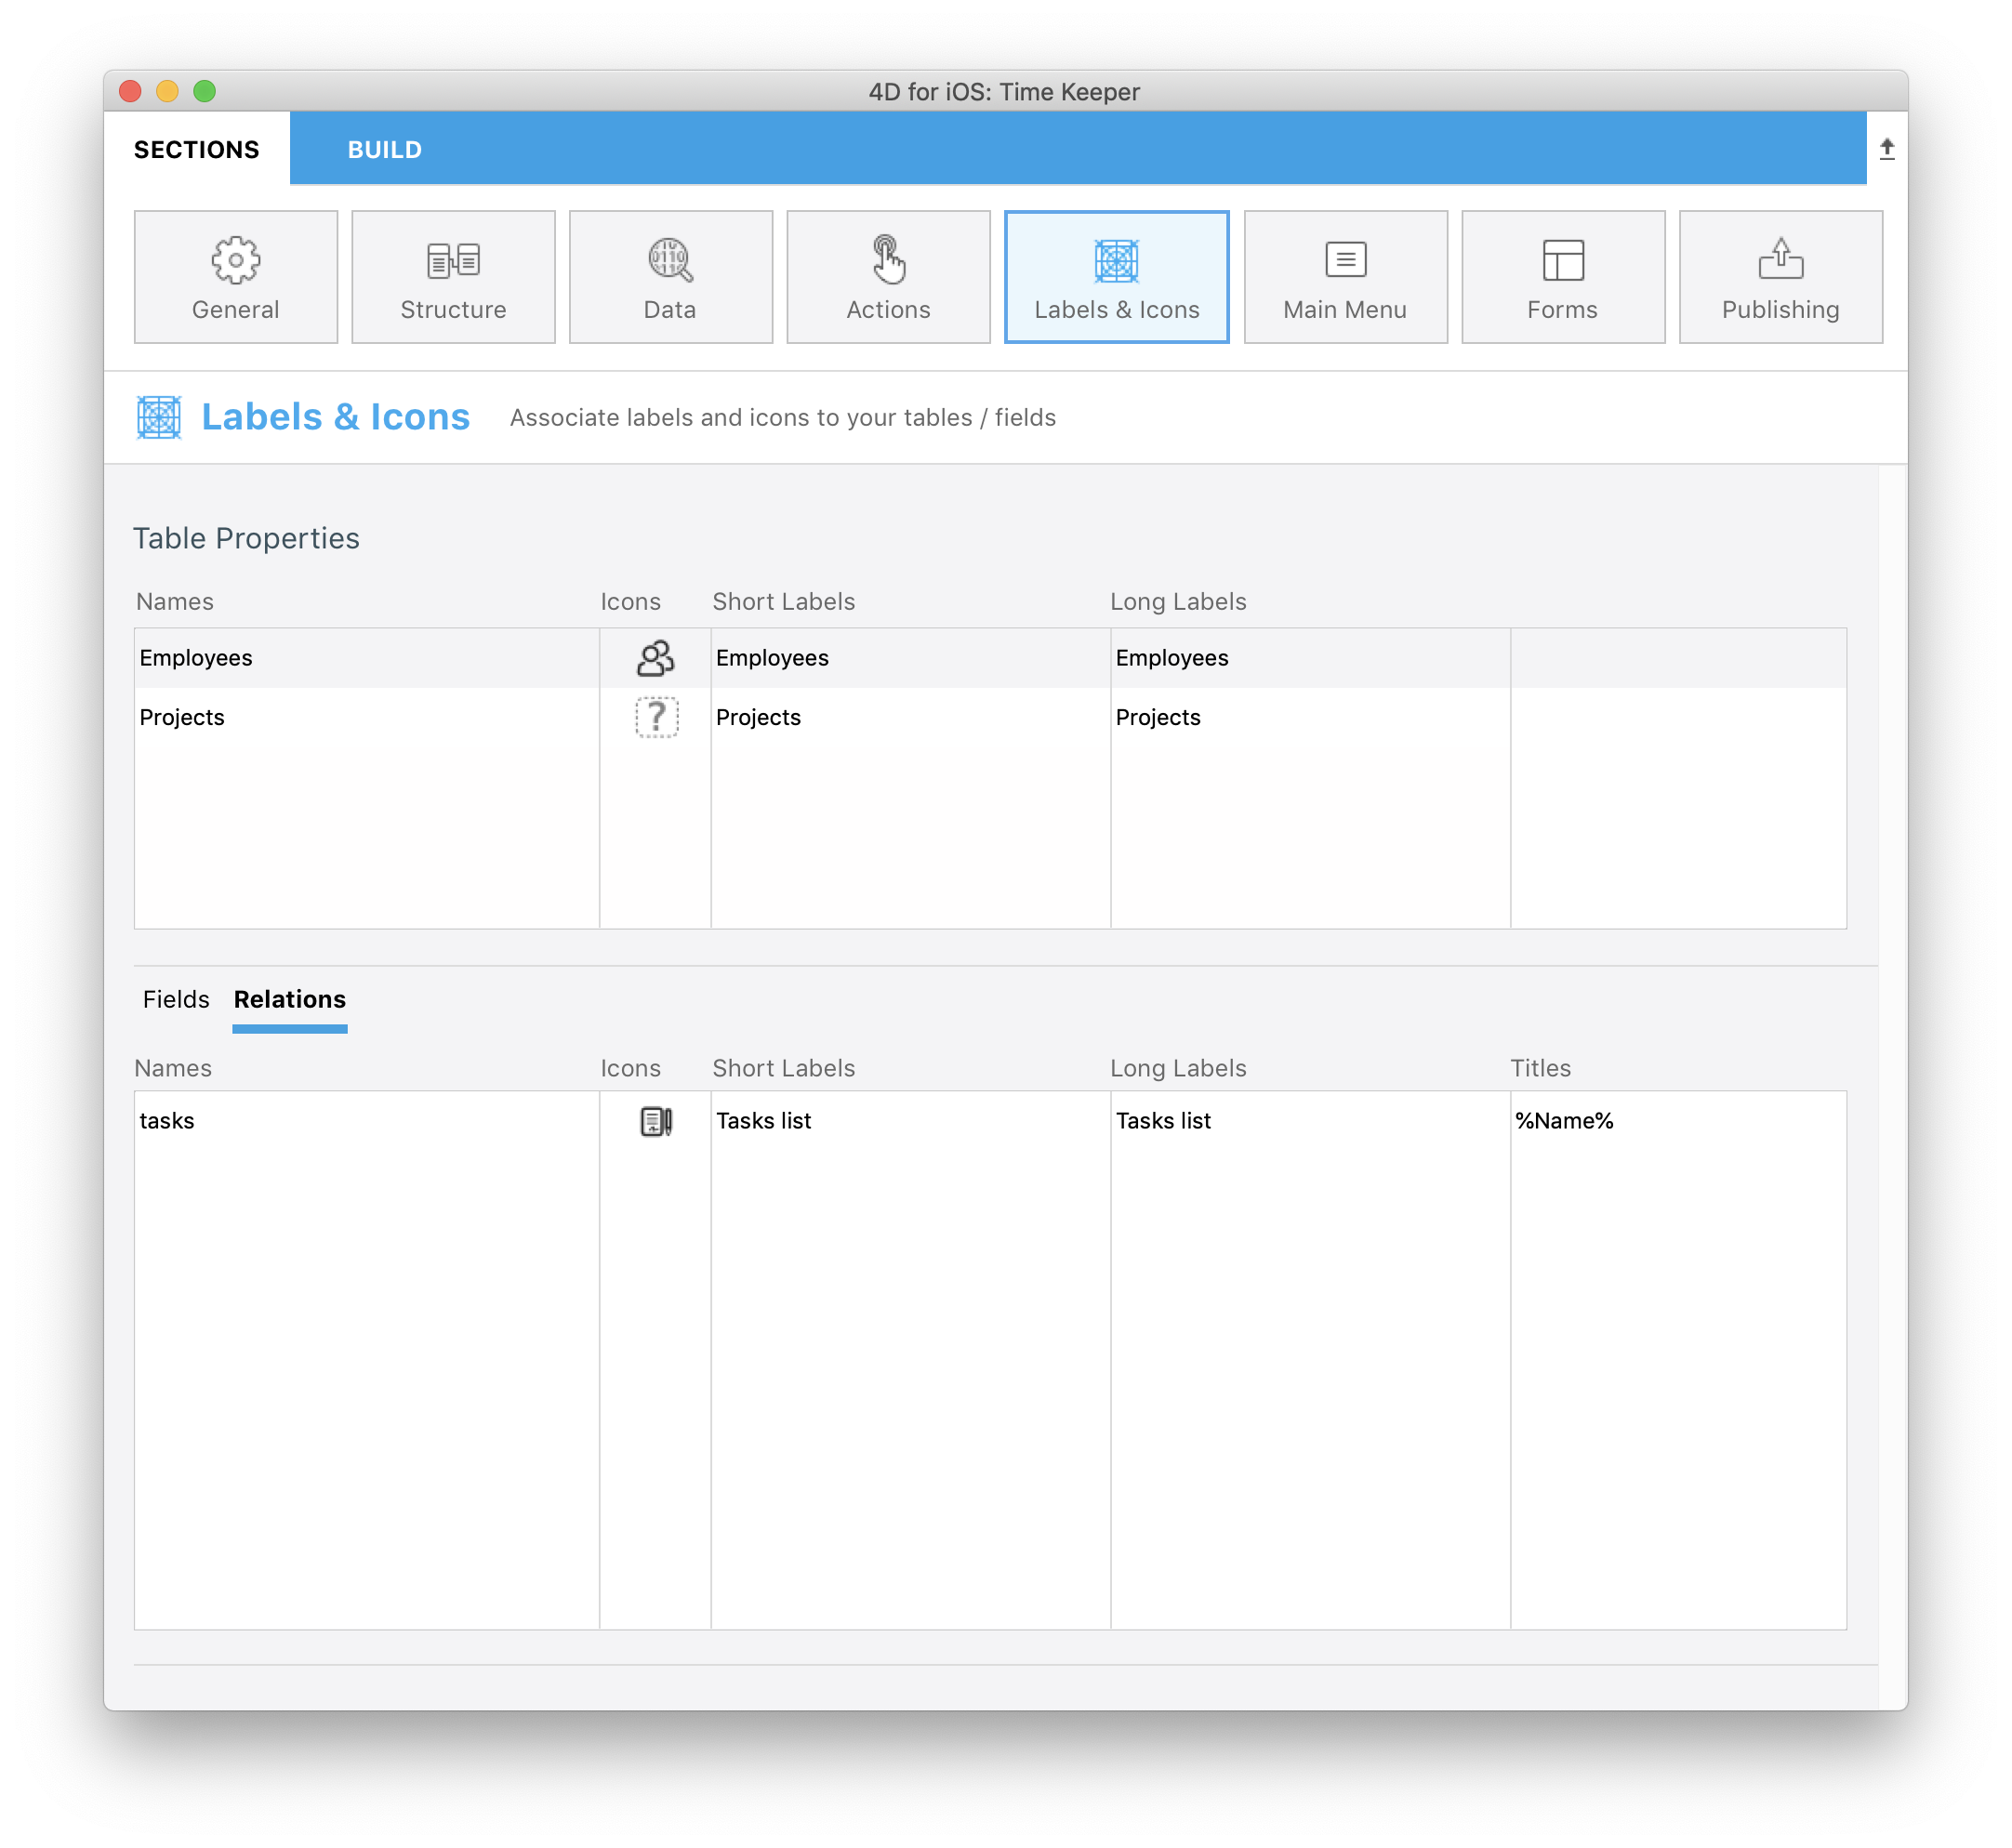 4D for iOS: Time Keeper
SECTIONS BUILD
General Structure Data Actions Labels & Icons Main Menu Forms Publishing
Labels & Icons Associate labels and icons to your tables / fields
Table Properties
Names Icons Short Labels Long Labels
Employees Employees Employees
Projects ? Projects Projects
Fields Relations
Names Icons Short Labels Long Labels Titles
tasks Tasks list Tasks list %Name%